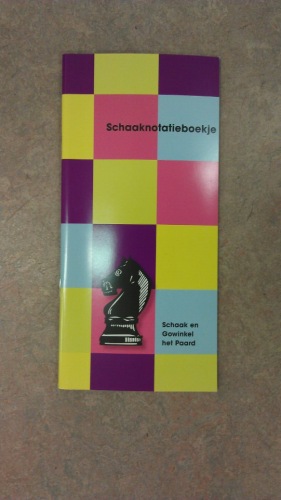 Schaaknotatieboekje
Schaak en
Gowinkel
het Paard